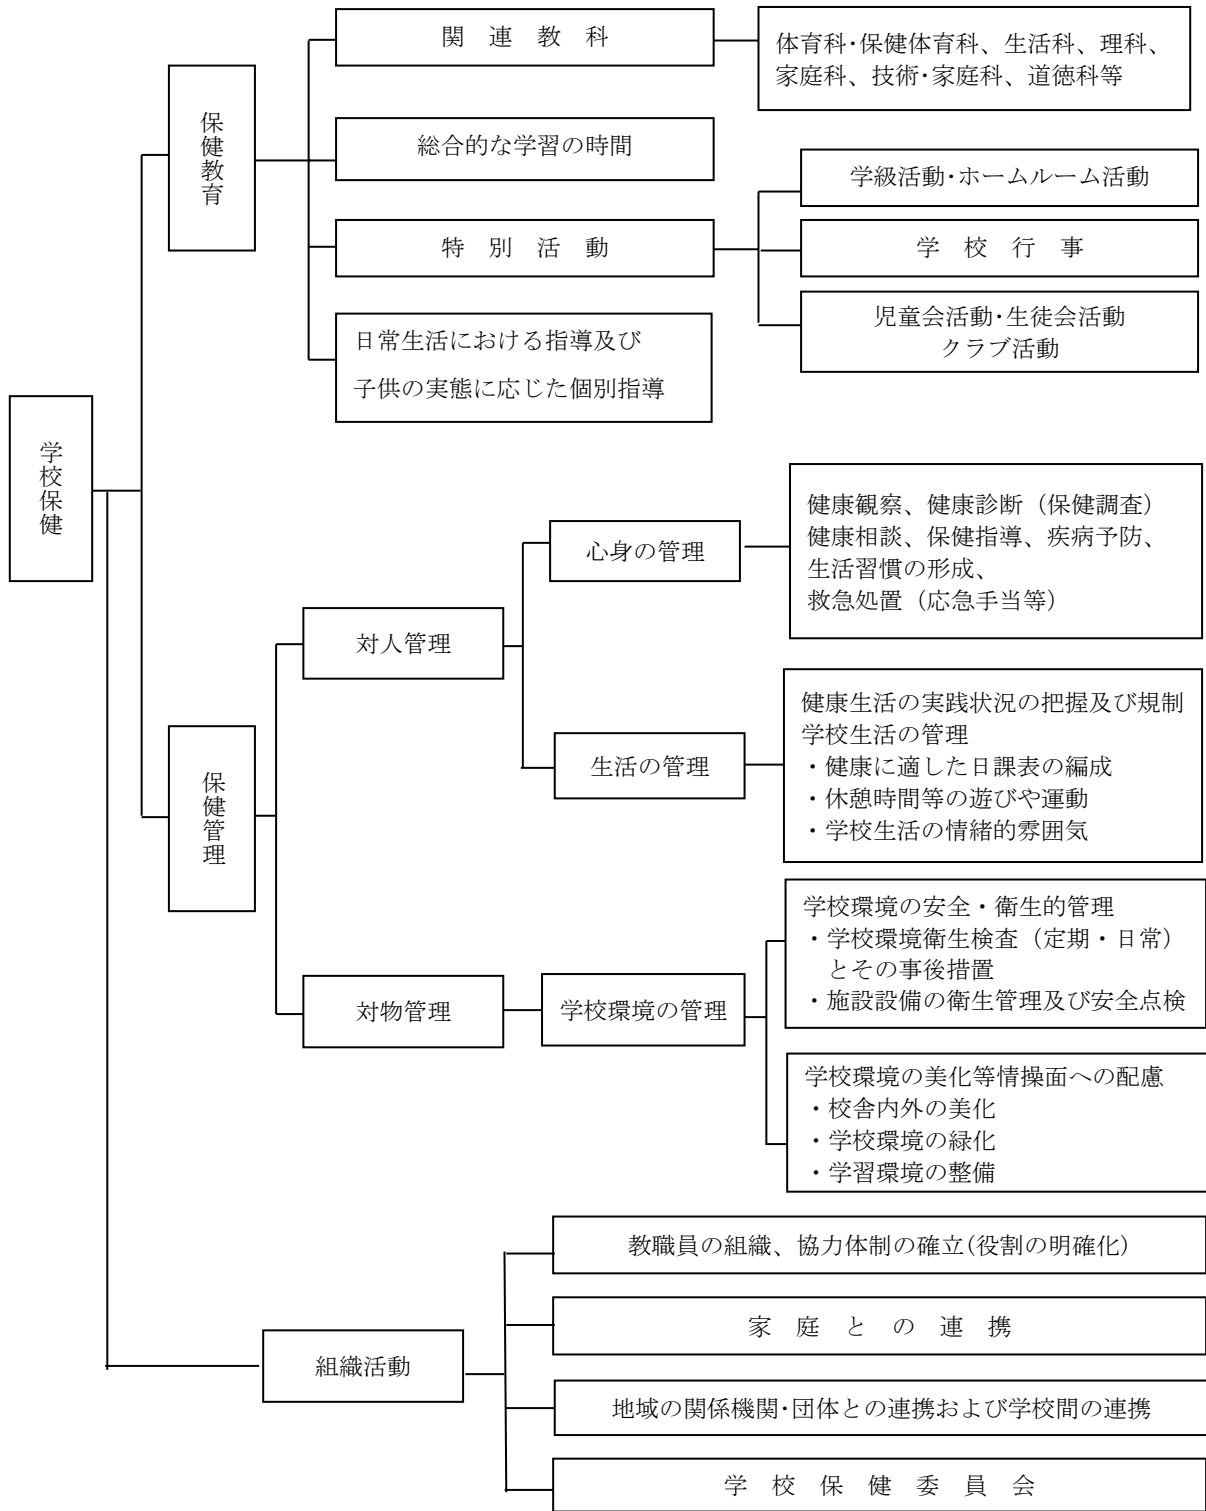 学校保健
保健教育
関連教科
体育科・保健体育科、生活科、理科、
家庭科、技術・家庭科、道徳科等
総合的な学習の時間
特別活動
学級活動・ホームルーム活動
学校行事
児童会活動・生徒会活動
クラブ活動
日常生活における指導及び
子供の実態に応じた個別指導
保健管理
対人管理
心身の管理
健康観察、健康診断（保健調査）
健康相談、保健指導、疾病予防、
生活習慣の形成、
救急処置（応急手当等）
生活の管理
健康生活の実践状況の把握及び規制
学校生活の管理
・健康に適した日課表の編成
・休憩時間等の遊びや運動
・学校生活の情緒的雰囲気
対物管理
学校環境の管理
学校環境の安全・衛生的管理
・学校環境衛生検査（定期・日常）
とその事後措置
・施設設備の衛生管理及び安全点検
学校環境の美化等情操面への配慮
・校舎内外の美化
・学校環境の緑化
・学習環境の整備
組織活動
教職員の組織、協力体制の確立(役割の明確化)
家庭との連携
地域の関係機関・団体との連携および学校間の連携
学校保健委員会